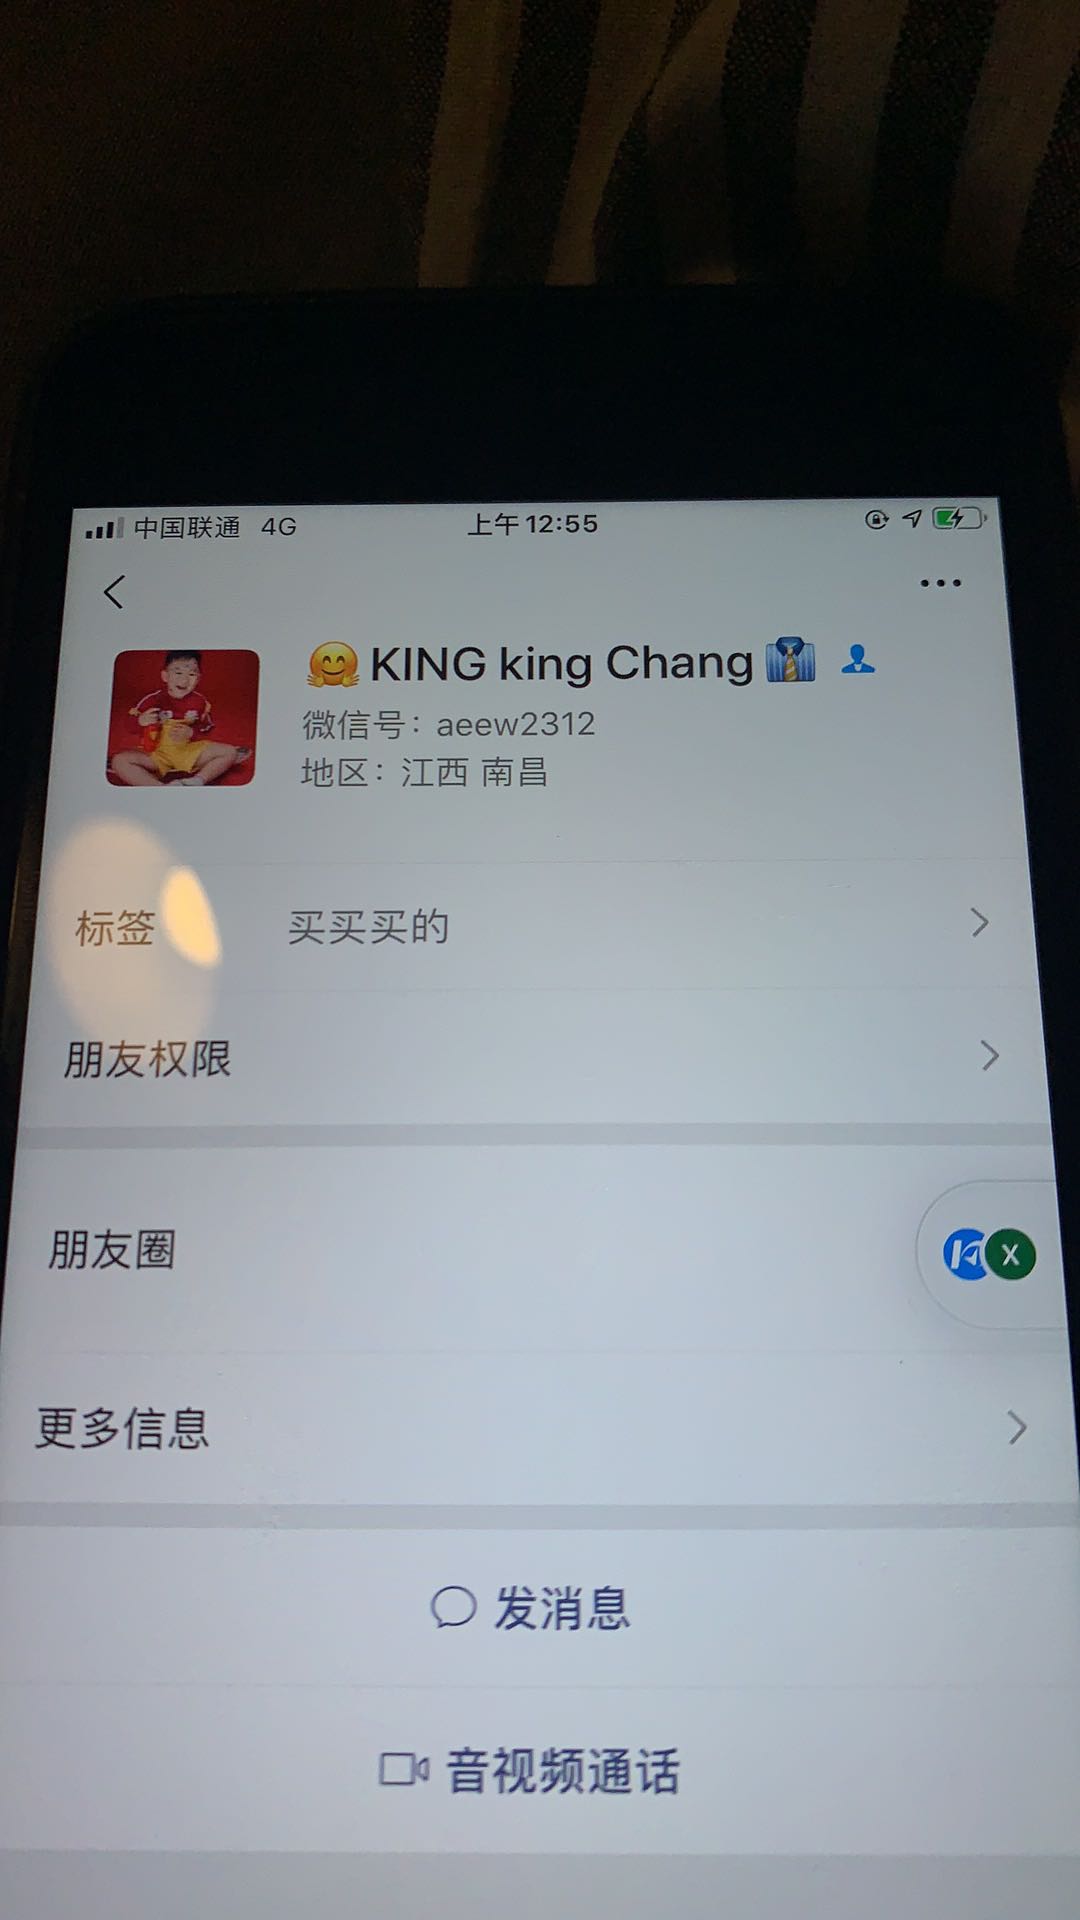 中国联通 4G 上午12:55
🤗 KING king Chang 👔
微信号：aeew2312
地区：江西 南昌
标签 买买买的
朋友权限
朋友圈
X
更多信息
发消息
音视频通话